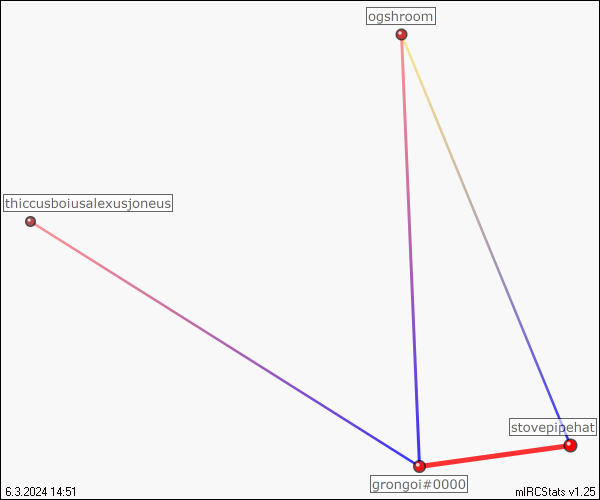 ogshroom
thiccusboiusalexusjoneus
stovepipehat
grongoi#0000
6.3.2024 14:51
mIRCStats v1.25